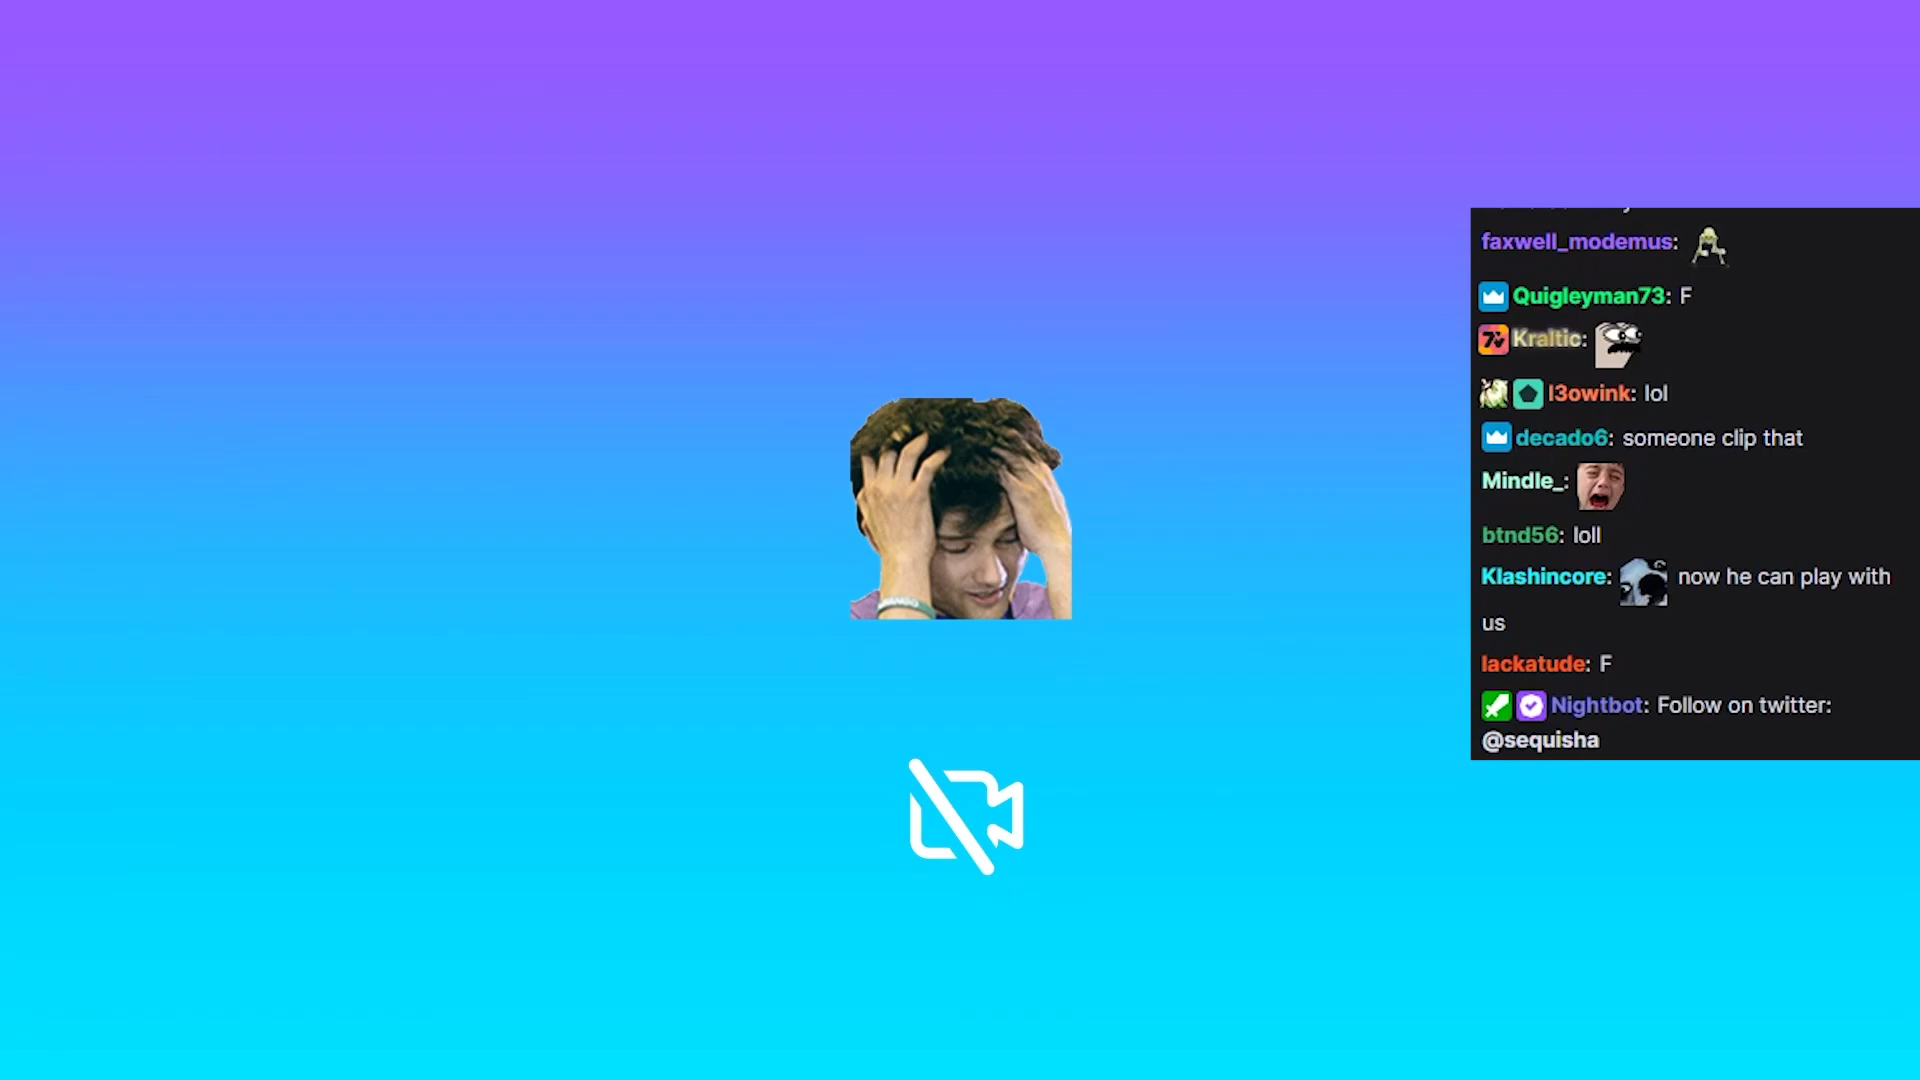 faxwell_modemus:
Quigleyman73: F
Kraltic:
l3owink: lol
decado6: someone clip that
Mindle_:
btnd56: loll
Klashincore: now he can play with
us
lackatude: F
Nightbot: Follow on twitter:
@sequisha